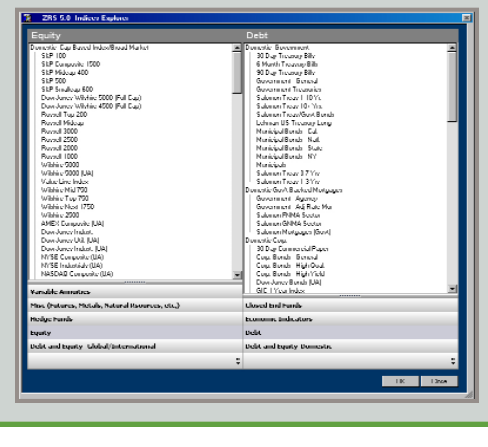 ZRS 5.0 Indices Explorer
Equity
Domestic Cap Based Index/Broad Market
S&P 100
S&P Composite 1500
S&P Midcap 400
S&P 500
S&P Smallcap 600
Dow Jones Wilshire 5000 (Full Cap)
Dow Jones Wilshire 4500 (Full Cap)
Russell Top 200
Russell Midcap
Russell 3000
Russell 2500
Russell 2000
Russell 1000
Wilshire 5000
Wilshire 5000 (UA)
Value Line Index
Wilshire Mid 750
Wilshire Top 750
Wilshire Next 1750
Wilshire 2500
AMEX Composite (UA)
Dow Jones Indust.
Dow Jones Util. (UA)
Dow Jones Indust. (UA)
NYSE Composite (UA)
NYSE Industrials (UA)
NASDAQ Composite (UA)
Variable Annuities
Misc (Futures, Metals, Natural Rsources, etc.,)
Hedge Funds
Equity
Debt and Equity Global/International
Debt
Domestic Government
30 Day Treasury Bills
6 Month Treasury Bills
90 Day Treasury Bills
Government General
Government Treasuries
Salomon Treas 1 10 Yr.
Salomon Treas 10+ Yrs.
Salomon Treas/Govt Bonds
Lehman US Treasury Long
Municipal Bonds Cal.
Municipal Bonds Natl.
Municipal Bonds State
Municipal Bonds NY
Municipals
Salomon Treas 3 7 Yr
Salomon Treas 1 3 Yr
Domestic Gov't Backed Mortgages
Government Agency
Government Adj Rate Mor
Salomon FNMA Sector
Salomon GNMA Sector
Salomon Mortgages (Govt)
Domestic Corp.
30 Day Commercial Paper
Corp. Bonds General
Corp. Bonds High Qual.
Corp. Bonds High Yield
Dow Jones Bonds (UA)
GIC 1 Year Index
Closed End Funds
Economic Indicators
Debt
Debt and Equity Domestic
OK
Close